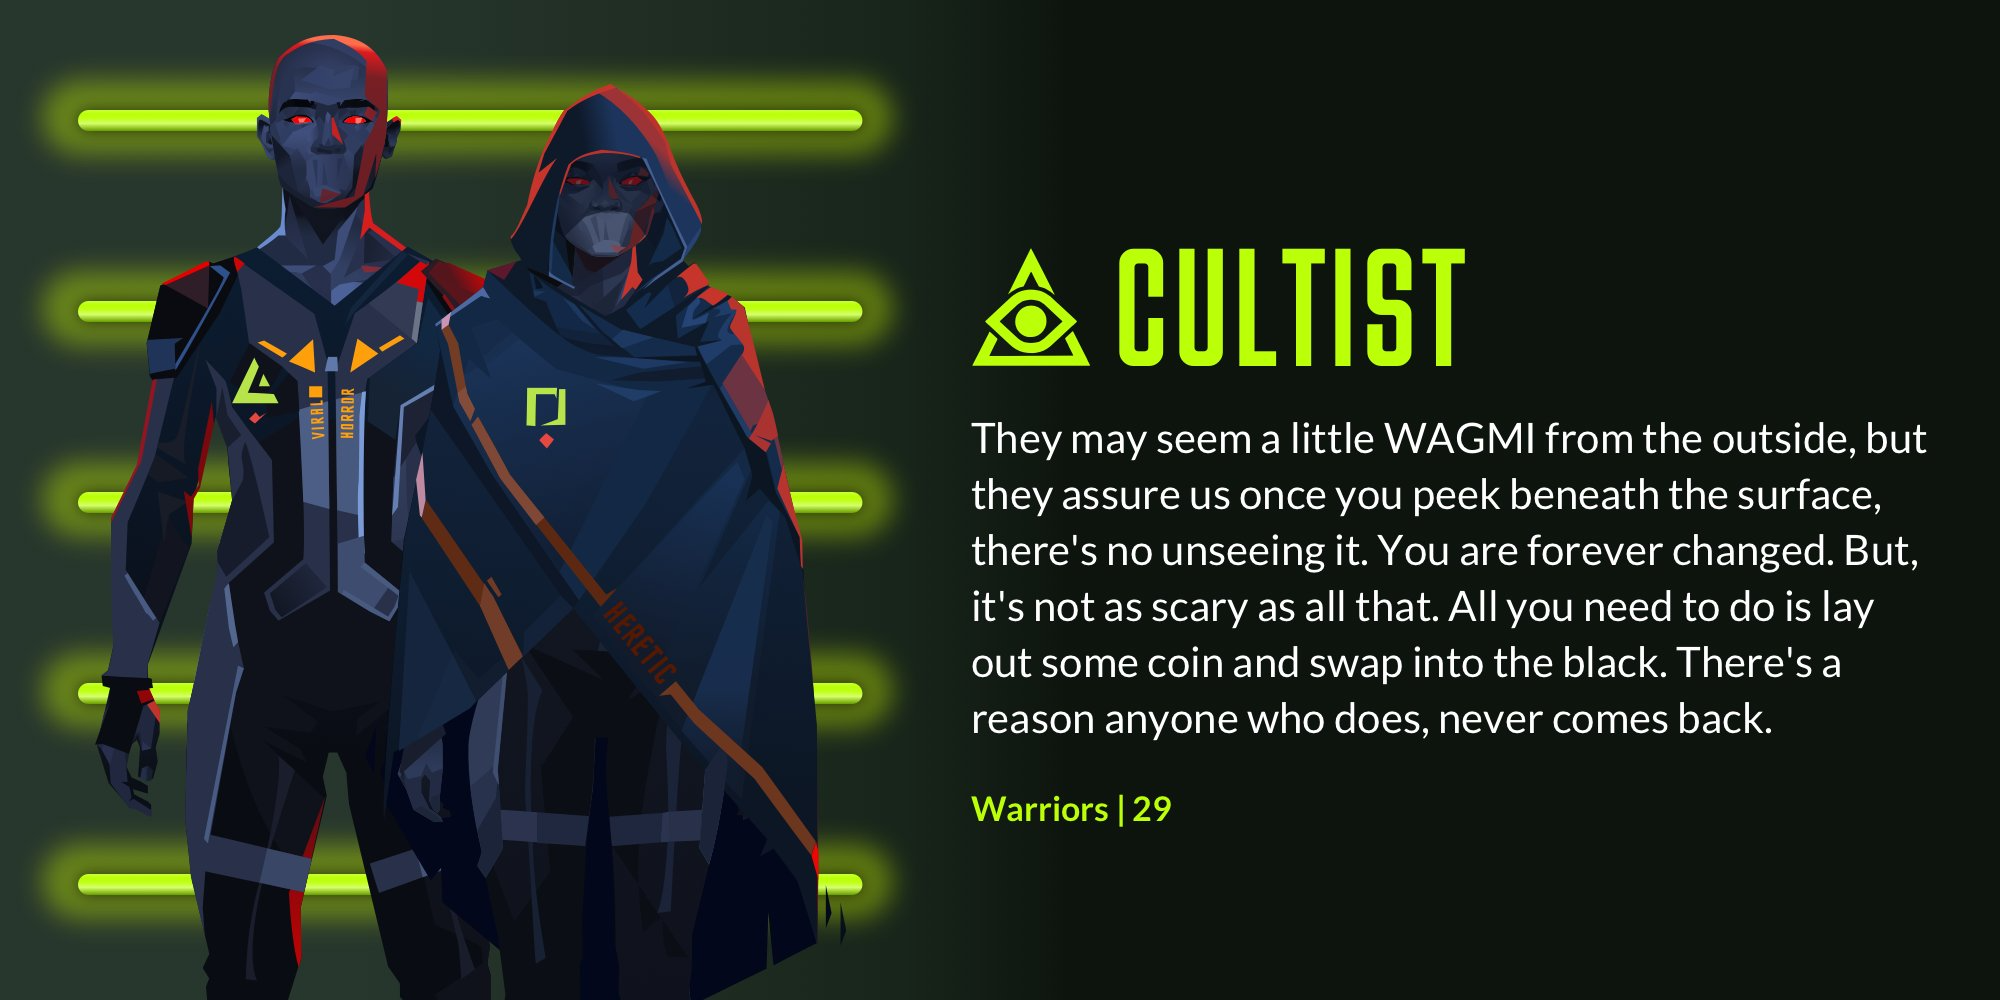 VIRAL
HORROR
HERETIC
CULTIST
They may seem a little WAGMI from the outside, but
they assure us once you peek beneath the surface,
there's no unseeing it. You are forever changed. But,
it's not as scary as all that. All you need to do is lay
out some coin and swap into the black. There's a
reason anyone who does, never comes back.
Warriors | 29